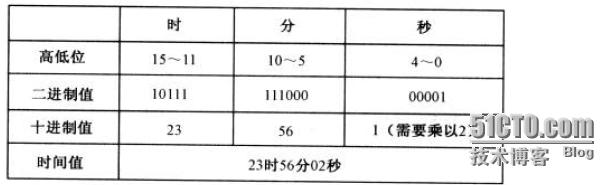 时 分 秒
高低位 15～11 10～5 4～0
二进制值 10111 111000 00001
十进制值 23 56 1（需要乘以2）
时间值 23时56分02秒
51CTO.com
技术博客 Blog